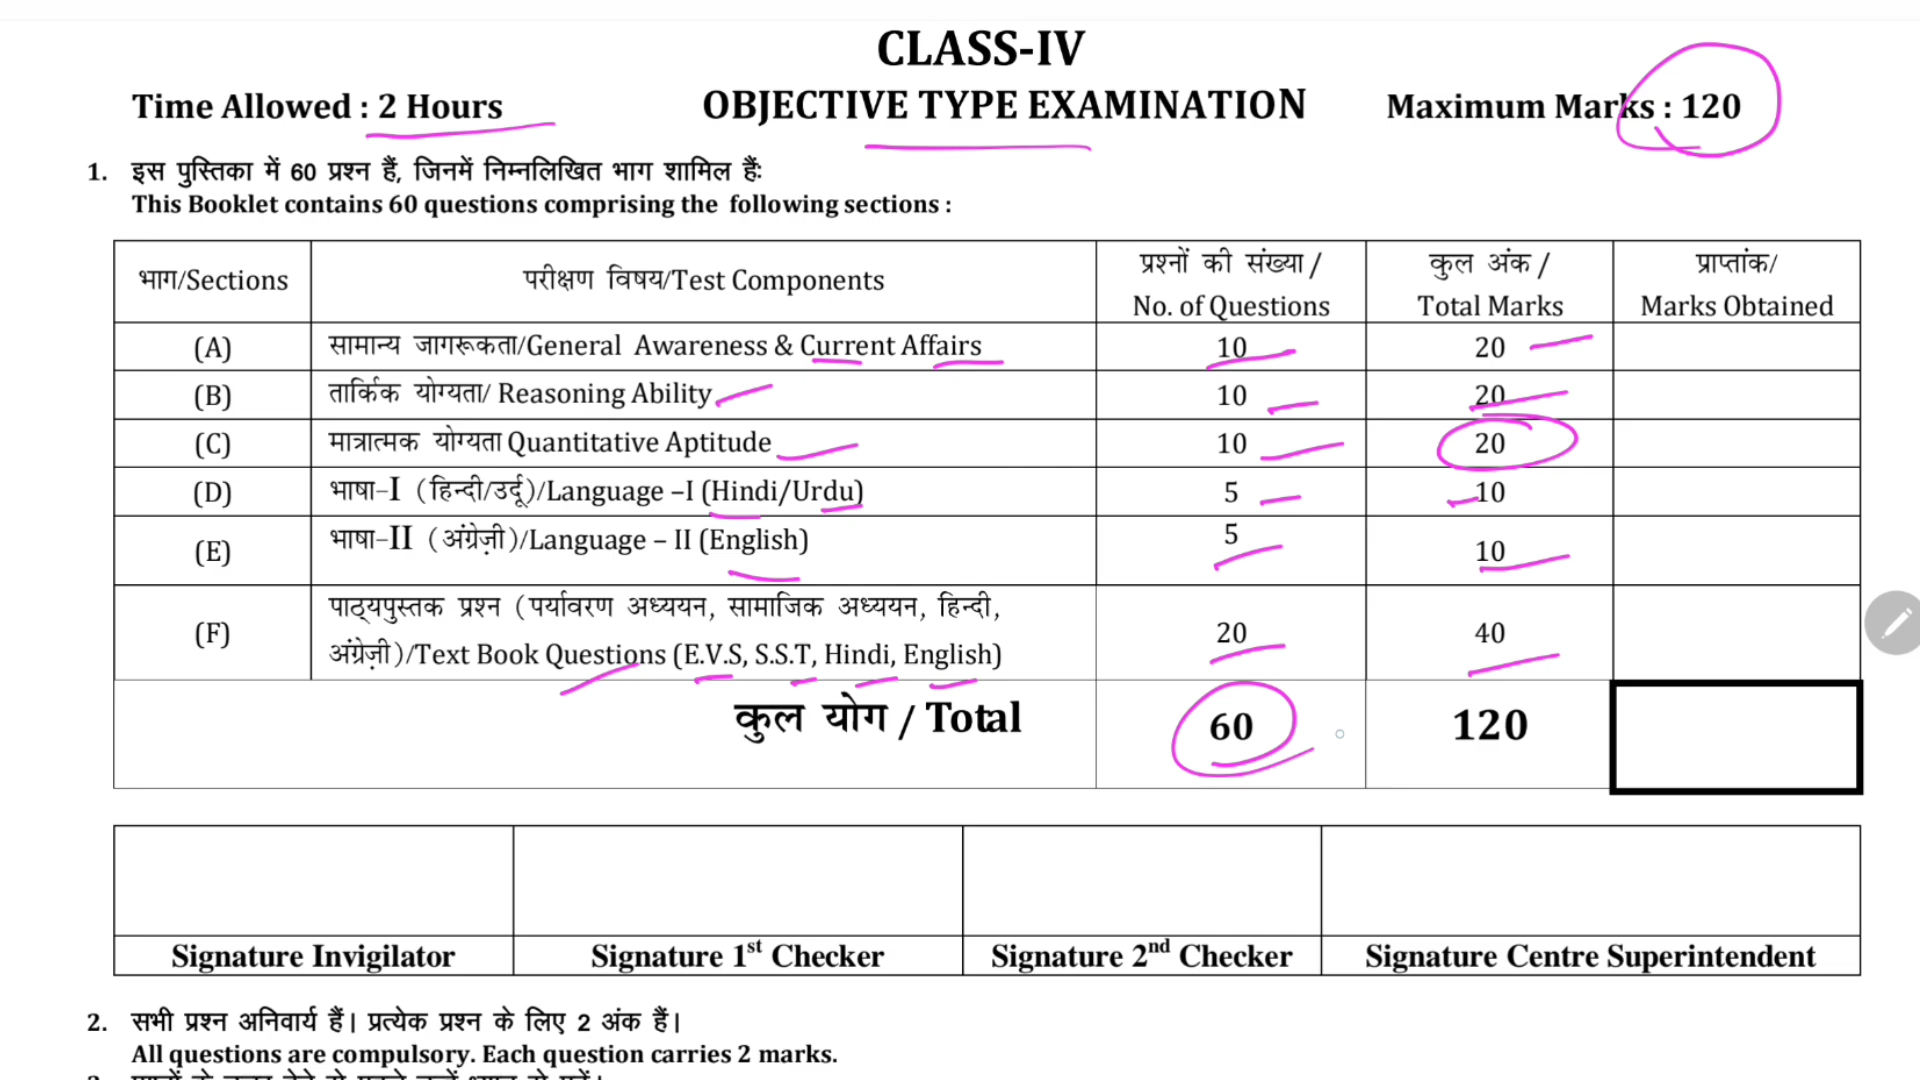 CLASS-IV
Time Allowed : 2 Hours OBJECTIVE TYPE EXAMINATION Maximum Marks : 120
1. इस पुस्तिका में 60 प्रश्न हैं, जिनमें निम्नलिखित भाग शामिल हैंः
This Booklet contains 60 questions comprising the following sections :
भाग/Sections परीक्षण विषय/Test Components प्रश्नों की संख्या / कुल अंक / प्राप्तांक/
No. of Questions Total Marks Marks Obtained
(A) सामान्य जागरूकता/General Awareness & Current Affairs 10 20
(B) तार्किक योग्यता/ Reasoning Ability 10 20
(C) मात्रात्मक योग्यता Quantitative Aptitude 10 20
(D) भाषा–I (हिन्दी/उर्दू)/Language –I (Hindi/Urdu) 5 10
(E) भाषा–II (अंग्रेज़ी)/Language – II (English) 5 10
(F) पाठ्यपुस्तक प्रश्न (पर्यावरण अध्ययन, सामाजिक अध्ययन, हिन्दी, 20 40
अंग्रेज़ी)/Text Book Questions (E.V.S, S.S.T, Hindi, English)
कुल योग / Total 60 120
Signature Invigilator Signature 1st Checker Signature 2nd Checker Signature Centre Superintendent
2. सभी प्रश्न अनिवार्य हैं। प्रत्येक प्रश्न के लिए 2 अंक हैं।
All questions are compulsory. Each question carries 2 marks.